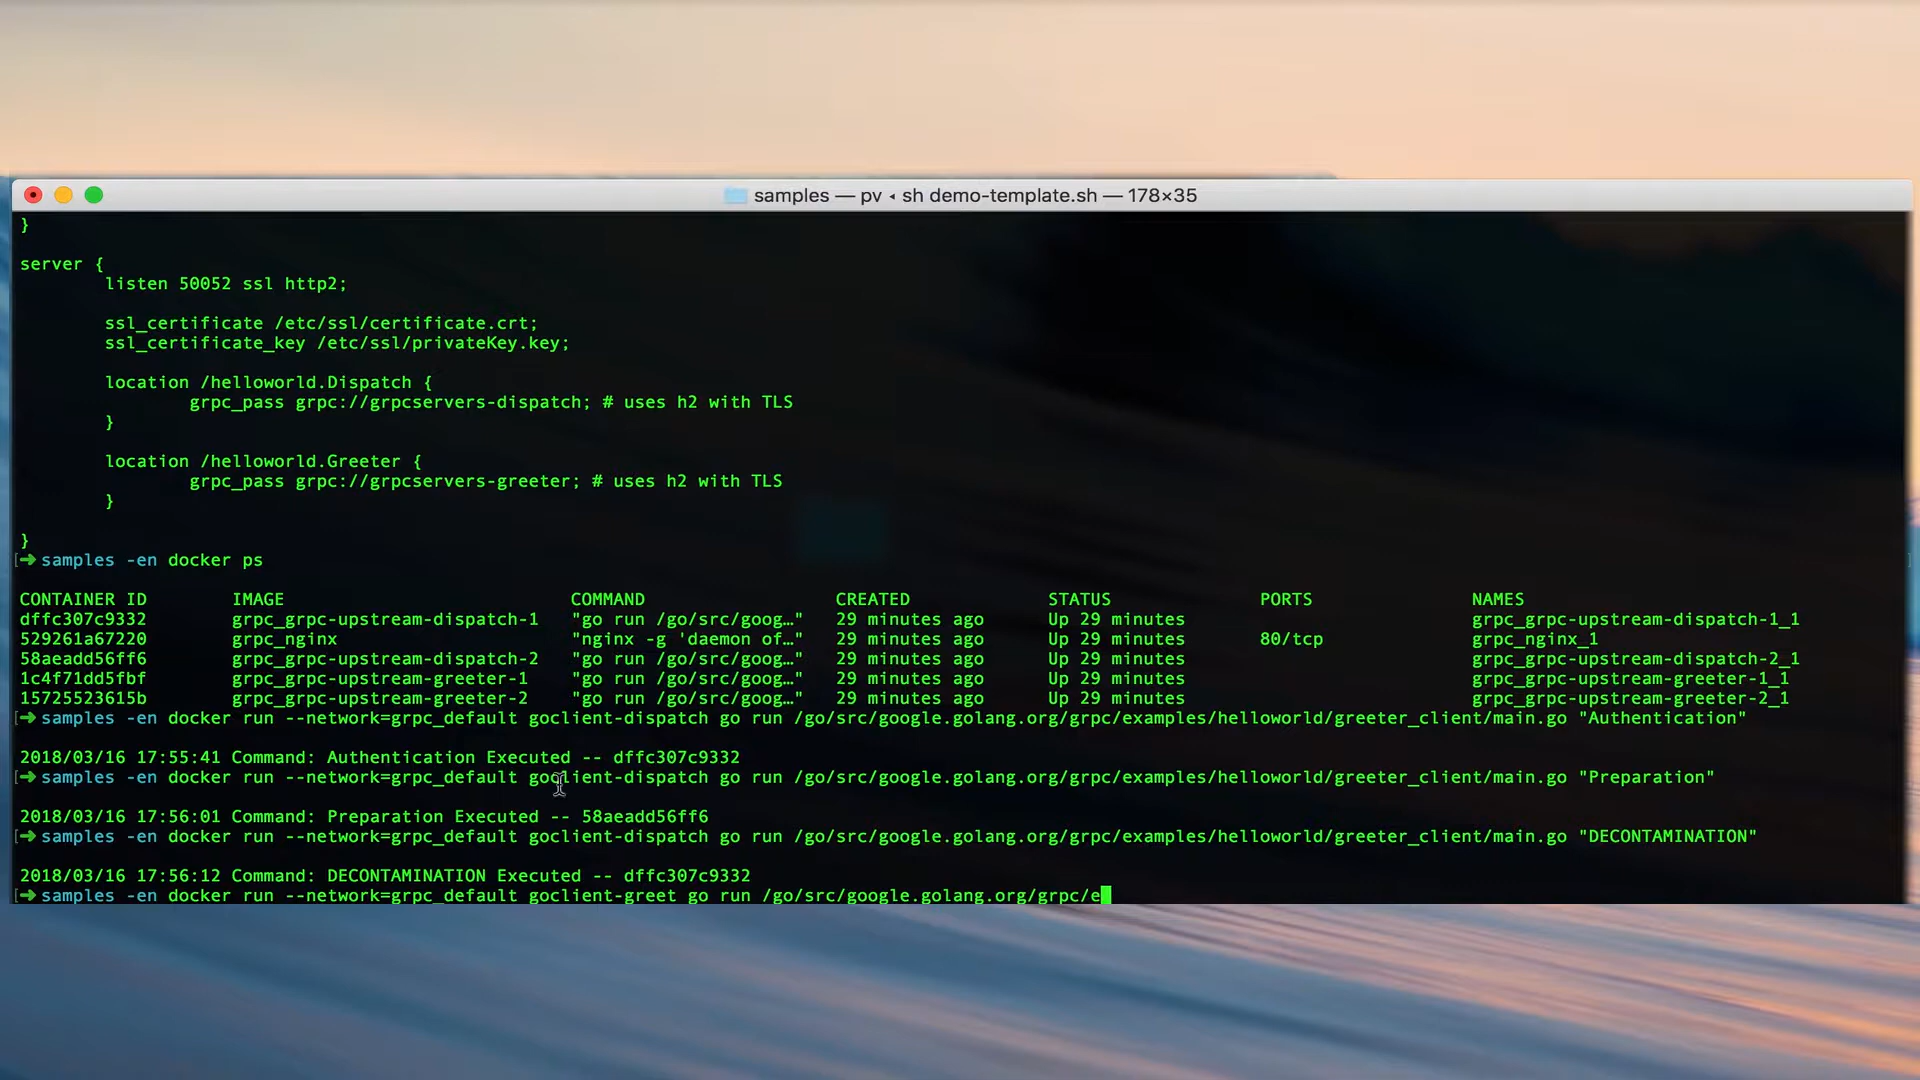 samples — pv ◂ sh demo-template.sh — 178×35
}
server {
listen 50052 ssl http2;
ssl_certificate /etc/ssl/certificate.crt;
ssl_certificate_key /etc/ssl/privateKey.key;
location /helloworld.Dispatch {
grpc_pass grpc://grpcservers-dispatch; # uses h2 with TLS
}
location /helloworld.Greeter {
grpc_pass grpc://grpcservers-greeter; # uses h2 with TLS
}
}
[➜ samples -en docker ps ]
CONTAINER ID IMAGE COMMAND CREATED STATUS PORTS NAMES
dffc307c9332 grpc_grpc-upstream-dispatch-1 "go run /go/src/goog…" 29 minutes ago Up 29 minutes grpc_grpc-upstream-dispatch-1_1
529261a67220 grpc_nginx "nginx -g 'daemon of…" 29 minutes ago Up 29 minutes 80/tcp grpc_nginx_1
58aeadd56ff6 grpc_grpc-upstream-dispatch-2 "go run /go/src/goog…" 29 minutes ago Up 29 minutes grpc_grpc-upstream-dispatch-2_1
1c4f71dd5fbf grpc_grpc-upstream-greeter-1 "go run /go/src/goog…" 29 minutes ago Up 29 minutes grpc_grpc-upstream-greeter-1_1
15725523615b grpc_grpc-upstream-greeter-2 "go run /go/src/goog…" 29 minutes ago Up 29 minutes grpc_grpc-upstream-greeter-2_1
[➜ samples -en docker run --network=grpc_default goclient-dispatch go run /go/src/google.golang.org/grpc/examples/helloworld/greeter_client/main.go "Authentication"
2018/03/16 17:55:41 Command: Authentication Executed -- dffc307c9332
[➜ samples -en docker run --network=grpc_default goclient-dispatch go run /go/src/google.golang.org/grpc/examples/helloworld/greeter_client/main.go "Preparation"
2018/03/16 17:56:01 Command: Preparation Executed -- 58aeadd56ff6
[➜ samples -en docker run --network=grpc_default goclient-dispatch go run /go/src/google.golang.org/grpc/examples/helloworld/greeter_client/main.go "DECONTAMINATION"
2018/03/16 17:56:12 Command: DECONTAMINATION Executed -- dffc307c9332
[➜ samples -en docker run --network=grpc_default goclient-greet go run /go/src/google.golang.org/grpc/e